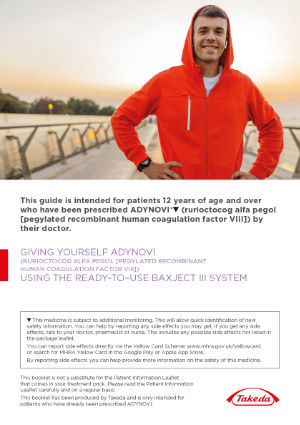 This guide is intended for patients 12 years of age and over
who have been prescribed ADYNOVI®▼ (rurioctocog alfa pegol
[pegylated recombinant human coagulation factor VIII]) by
their doctor.
GIVING YOURSELF ADYNOVI
(RURIOCTOCOG ALFA PEGOL [PEGYLATED RECOMBINANT
HUMAN COAGULATION FACTOR VIII])
USING THE READY-TO-USE BAXJECT III SYSTEM
▼ This medicine is subject to additional monitoring. This will allow quick identification of new
safety information. You can help by reporting any side effects you may get. If you get any side
effects, talk to your doctor, pharmacist or nurse. This includes any possible side effects not listed in
the package leaflet.
You can report side effects directly via the Yellow Card Scheme www.mhra.gov.uk/yellowcard
or search for MHRA Yellow Card in the Google Play or Apple App Store.
By reporting side effects you can help provide more information on the safety of this medicine.
This booklet is not a substitute for the Patient Information Leaflet
that comes in your treatment pack. Please read the Patient Information
Leaflet carefully and on a regular basis.
This booklet has been produced by Takeda and is only intended for
patients who have already been prescribed ADYNOVI.
Takeda